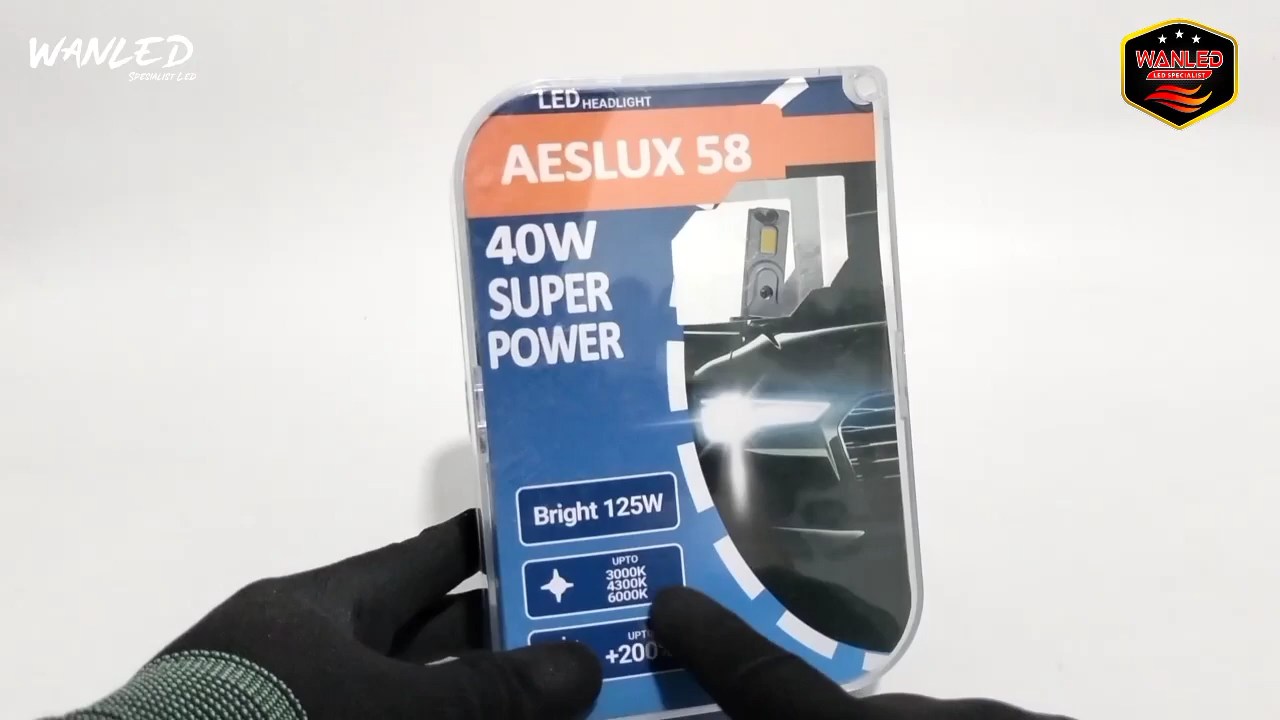 WANLED
SPESIALIST LED
WANLED
LED SPECIALIST
LED HEADLIGHT
AESLUX 58
40W
SUPER
POWER
Bright 125W
UPTO
3000K
4300K
6000K
UPTO
+200%